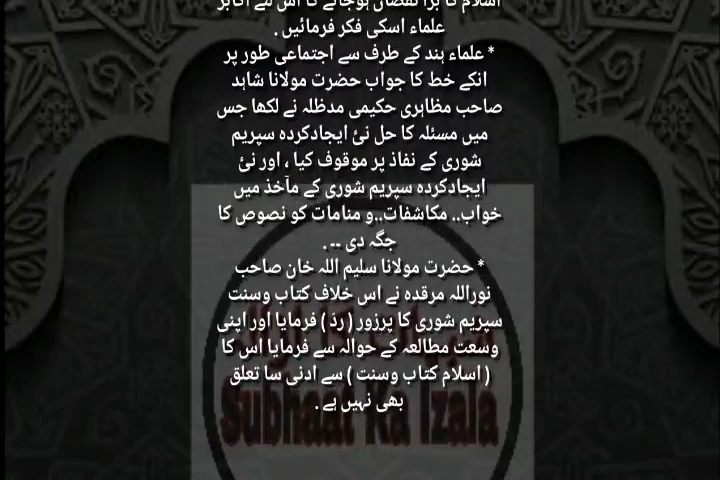 اسلام کا بڑا نقصان ہوجائے گا اس لئے اکابر
علماء اسکی فکر فرمائیں .
* علماء ہند کے طرف سے اجتماعی طور پر
انکے خط کا جواب حضرت مولانا شاہد
صاحب مظاہری حکیمی مدظلہ نے لکھا جس
میں مسئلہ کا حل نئ ایجادکردہ سپریم
شوری کے نفاذ پر موقوف کیا ، اور نئ
ایجادکردہ سپریم شوری کے مآخذ میں
خواب.. مکاشفات..و منامات کو نصوص کا
جگہ دی -- .
* حضرت مولانا سلیم اللہ خان صاحب
نوراللہ مرقدہ نے اس خلاف کتاب وسنت
سپریم شوری کا پرزور ( ردّ ) فرمایا اور اپنی
وسعت مطالعہ کے حوالہ سے فرمایا اس کا
( اسلام کتاب وسنت ) سے ادنی سا تعلق
بھی نہیں ہے .
Subhaat Ka Izala